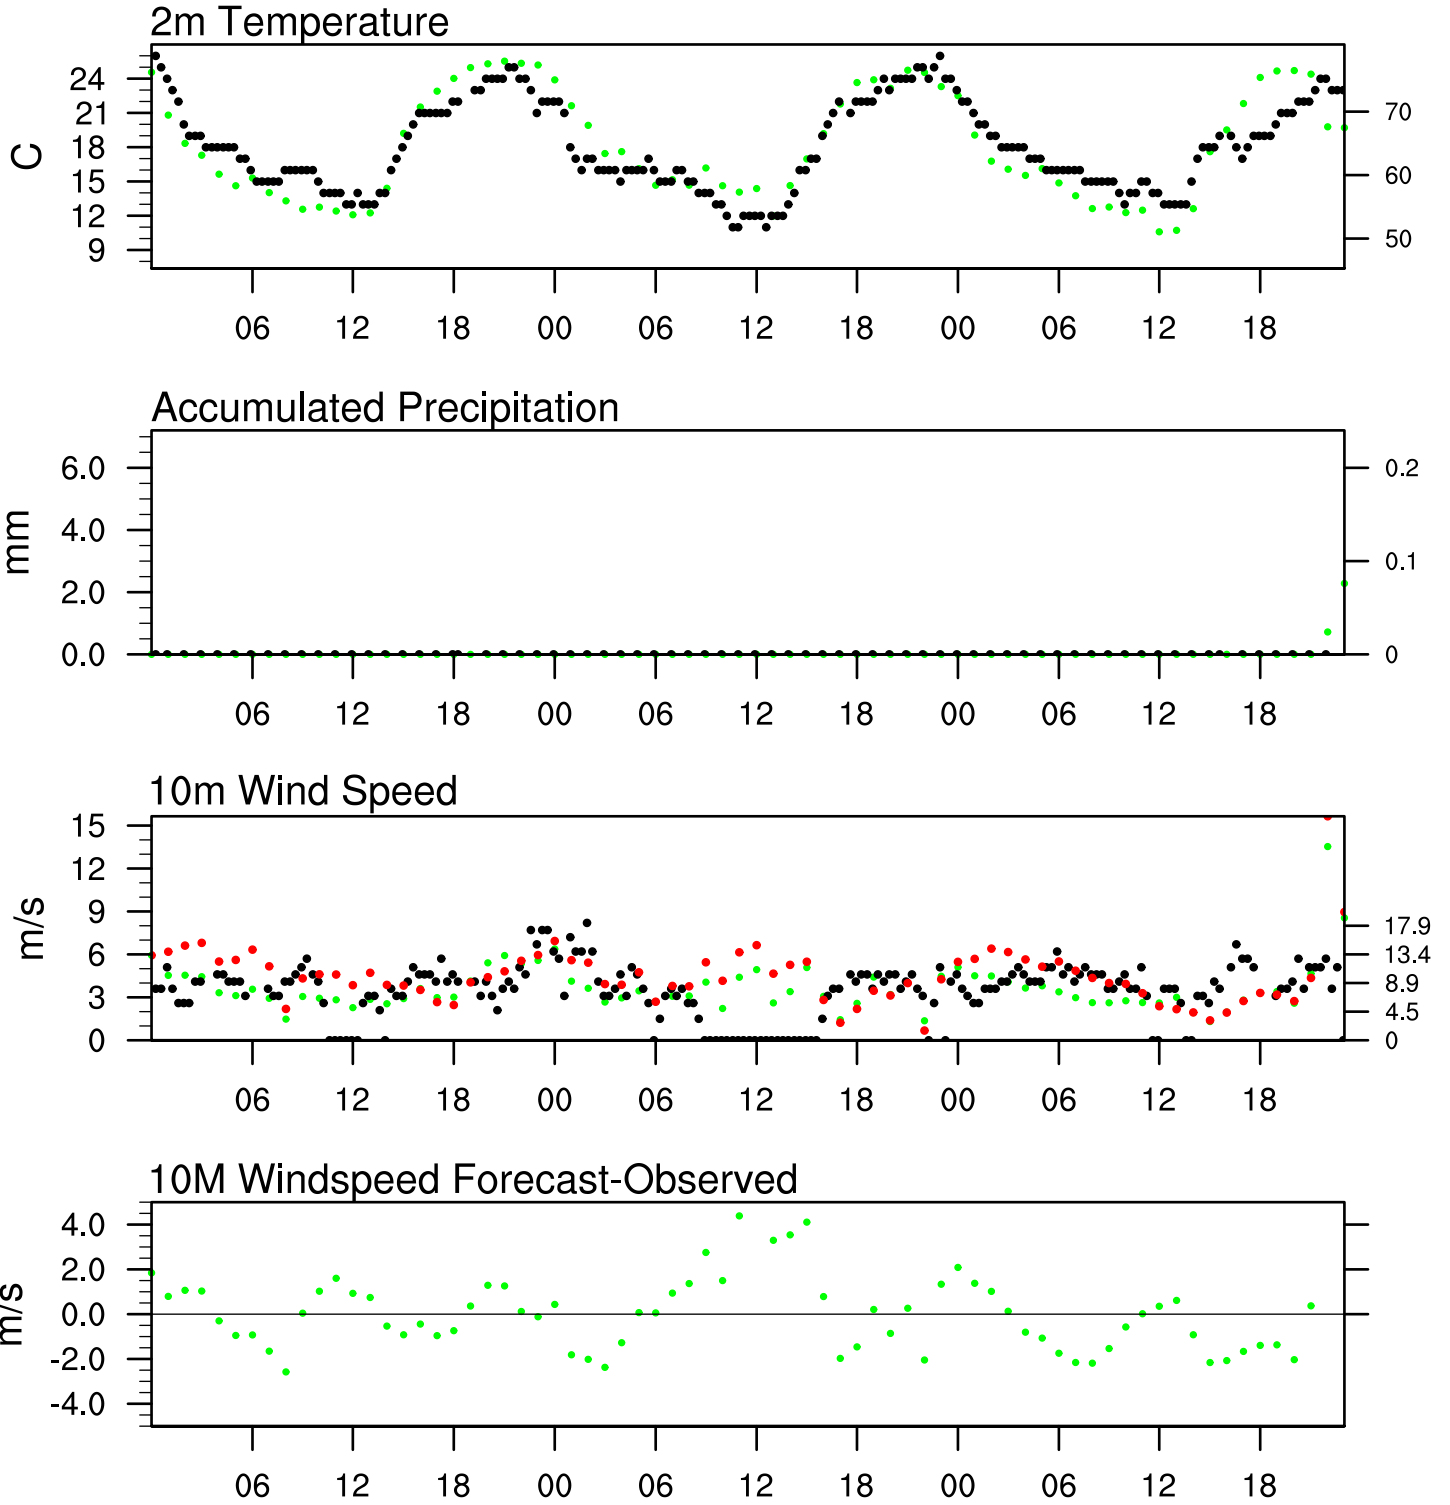 2m Temperature
C
24
21
18
15
12
9
70
60
50
06 12 18 00 06 12 18 00 06 12 18
Accumulated Precipitation
mm
6.0
4.0
2.0
0.0
0.2
0.1
0
06 12 18 00 06 12 18 00 06 12 18
10m Wind Speed
m/s
15
12
9
6
3
0
17.9
13.4
8.9
4.5
0
06 12 18 00 06 12 18 00 06 12 18
10M Windspeed Forecast-Observed
m/s
4.0
2.0
0.0
-2.0
-4.0
06 12 18 00 06 12 18 00 06 12 18